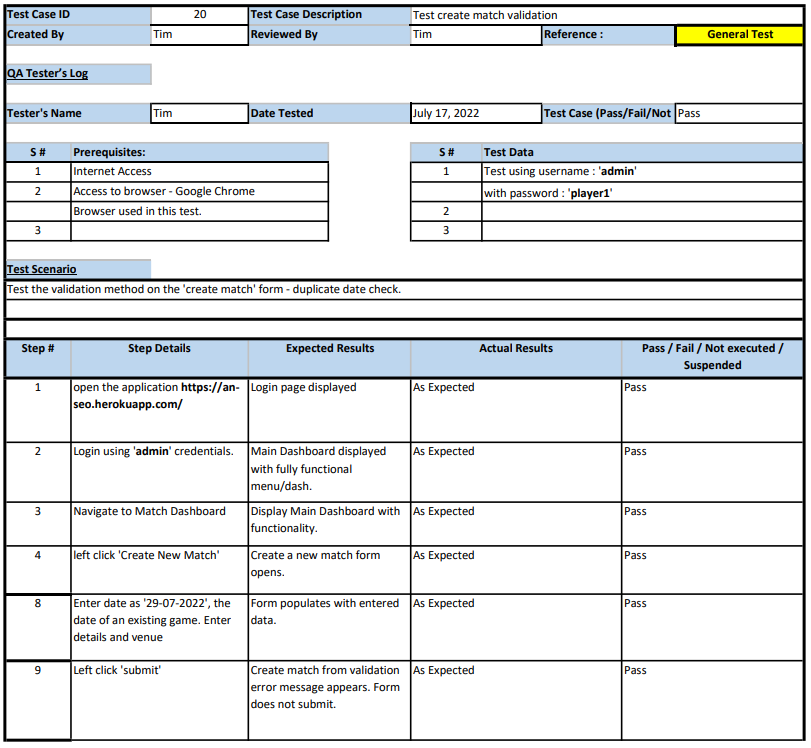 Test Case ID 20 Test Case Description Test create match validation
Created By Tim Reviewed By Tim Reference : General Test
QA Tester's Log
Tester's Name Tim Date Tested July 17, 2022 Test Case (Pass/Fail/Not Pass
S # Prerequisites: S # Test Data
1 Internet Access 1 Test using username : 'admin'
2 Access to browser - Google Chrome with password : 'player1'
Browser used in this test. 2
3 3
Test Scenario
Test the validation method on the 'create match' form - duplicate date check.
Step # Step Details Expected Results Actual Results Pass / Fail / Not executed /
Suspended
1 open the application https://an- Login page displayed As Expected Pass
seo.herokuapp.com/
2 Login using 'admin' credentials. Main Dashboard displayed As Expected Pass
with fully functional
menu/dash.
3 Navigate to Match Dashboard Display Main Dashboard with As Expected Pass
functionality.
4 left click 'Create New Match' Create a new match form As Expected Pass
opens.
8 Enter date as '29-07-2022', the Form populates with entered As Expected Pass
date of an existing game. Enter data.
details and venue
9 Left click 'submit' Create match from validation As Expected Pass
error message appears. Form
does not submit.